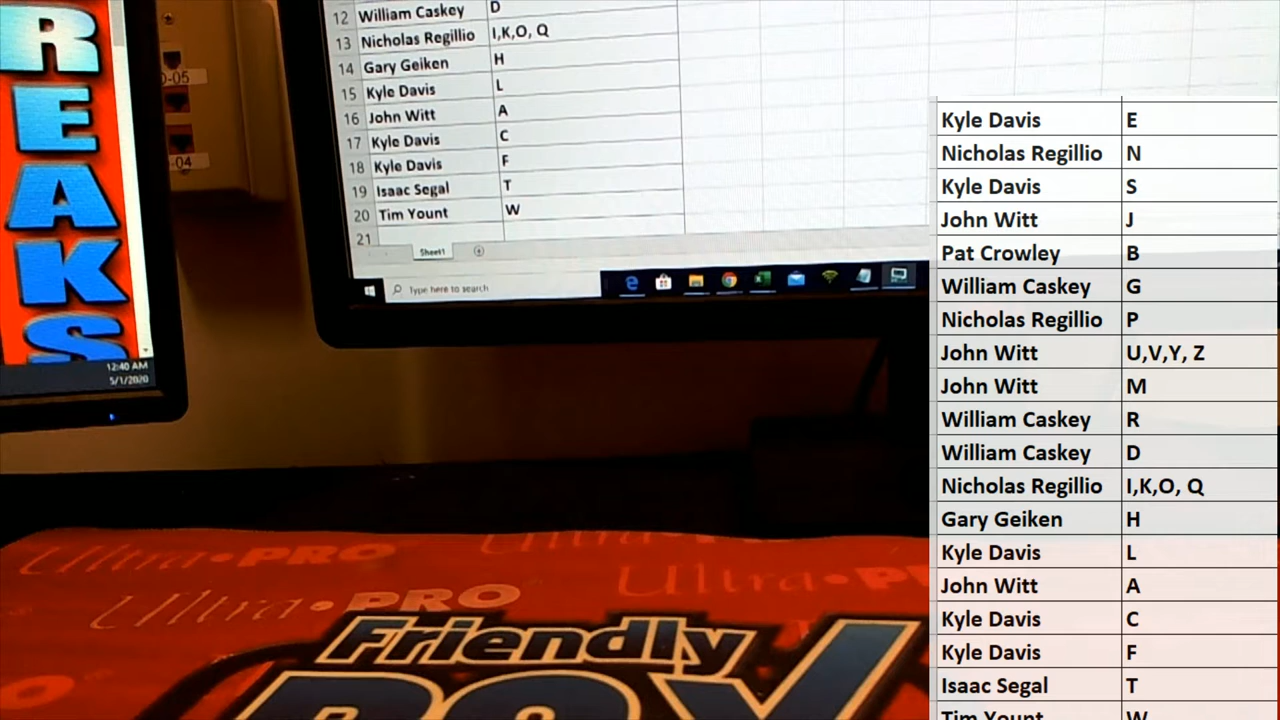 REAKS
12:40 AM
5/1/2020
-05
-04
12 William Caskey D
13 Nicholas Regillio I,K,O, Q
14 Gary Geiken H
15 Kyle Davis L
16 John Witt A
17 Kyle Davis C
18 Kyle Davis F
19 Isaac Segal T
20 Tim Yount W
21
Sheet1
Type here to search
Kyle Davis E
Nicholas Regillio N
Kyle Davis S
John Witt J
Pat Crowley B
William Caskey G
Nicholas Regillio P
John Witt U,V,Y, Z
John Witt M
William Caskey R
William Caskey D
Nicholas Regillio I,K,O, Q
Gary Geiken H
Kyle Davis L
John Witt A
Kyle Davis C
Kyle Davis F
Isaac Segal T
Tim Yount W
Ultra•PRO
Ultra•PRO
Ultra•PRO
Friendly